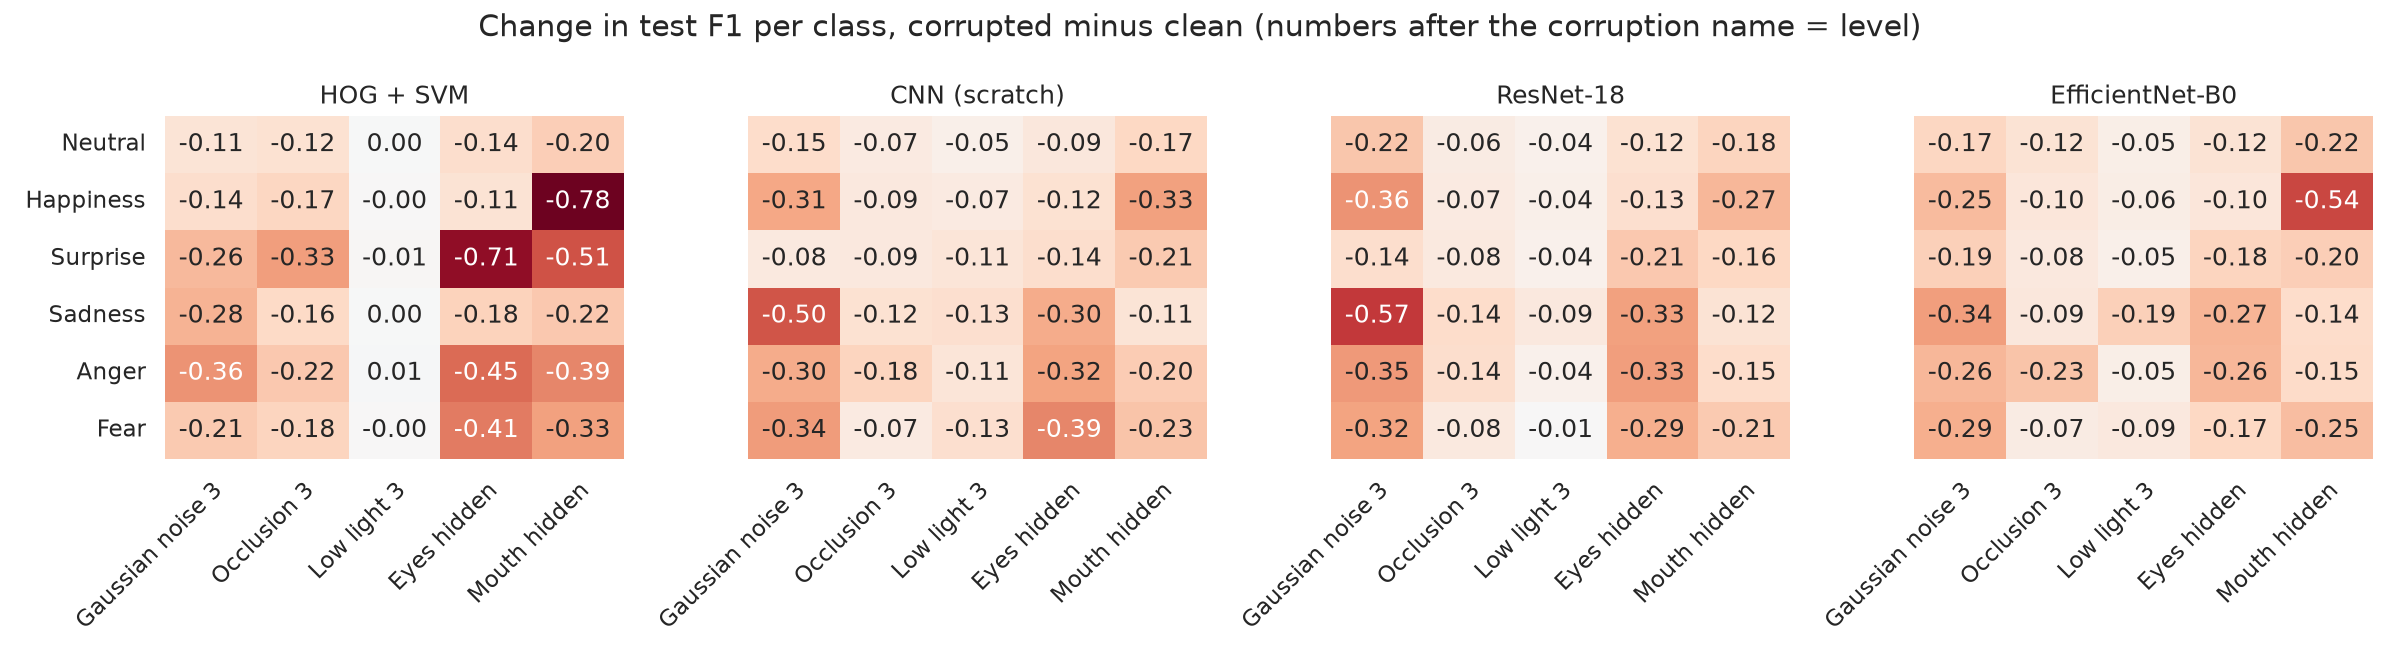 Change in test F1 per class, corrupted minus clean (numbers after the corruption name = level)
HOG + SVM CNN (scratch) ResNet-18 EfficientNet-B0
Neutral -0.11 -0.12 0.00 -0.14 -0.20 -0.15 -0.07 -0.05 -0.09 -0.17 -0.22 -0.06 -0.04 -0.12 -0.18 -0.17 -0.12 -0.05 -0.12 -0.22
Happiness -0.14 -0.17 -0.00 -0.11 -0.78 -0.31 -0.09 -0.07 -0.12 -0.33 -0.36 -0.07 -0.04 -0.13 -0.27 -0.25 -0.10 -0.06 -0.10 -0.54
Surprise -0.26 -0.33 -0.01 -0.71 -0.51 -0.08 -0.09 -0.11 -0.14 -0.21 -0.14 -0.08 -0.04 -0.21 -0.16 -0.19 -0.08 -0.05 -0.18 -0.20
Sadness -0.28 -0.16 0.00 -0.18 -0.22 -0.50 -0.12 -0.13 -0.30 -0.11 -0.57 -0.14 -0.09 -0.33 -0.12 -0.34 -0.09 -0.19 -0.27 -0.14
Anger -0.36 -0.22 0.01 -0.45 -0.39 -0.30 -0.18 -0.11 -0.32 -0.20 -0.35 -0.14 -0.04 -0.33 -0.15 -0.26 -0.23 -0.05 -0.26 -0.15
Fear -0.21 -0.18 -0.00 -0.41 -0.33 -0.34 -0.07 -0.13 -0.39 -0.23 -0.32 -0.08 -0.01 -0.29 -0.21 -0.29 -0.07 -0.09 -0.17 -0.25
Gaussian noise 3 Occlusion 3 Low light 3 Eyes hidden Mouth hidden Gaussian noise 3 Occlusion 3 Low light 3 Eyes hidden Mouth hidden Gaussian noise 3 Occlusion 3 Low light 3 Eyes hidden Mouth hidden Gaussian noise 3 Occlusion 3 Low light 3 Eyes hidden Mouth hidden